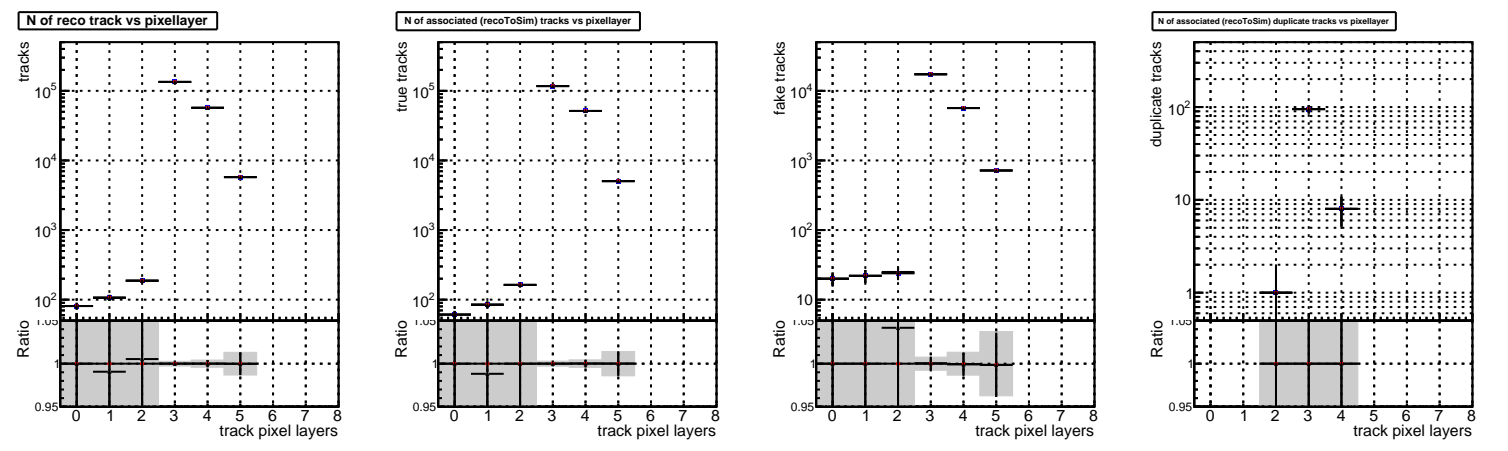 N of reco track vs pixellayer
tracks
10^5
10^4
10^3
10^2
Ratio
1.05
1
0.95
0 1 2 3 4 5 6 7 8
track pixel layers
N of associated (recoToSim) tracks vs pixellayer
true tracks
10^5
10^4
10^3
10^2
Ratio
1.05
1
0.95
0 1 2 3 4 5 6 7 8
track pixel layers
fake tracks
10^4
10^3
10^2
10
Ratio
1.05
1
0.95
0 1 2 3 4 5 6 7 8
track pixel layers
N of associated (recoToSim) duplicate tracks vs pixellayer
duplicate tracks
10^2
10
1
Ratio
1.05
1
0.95
0 1 2 3 4 5 6 7 8
track pixel layers